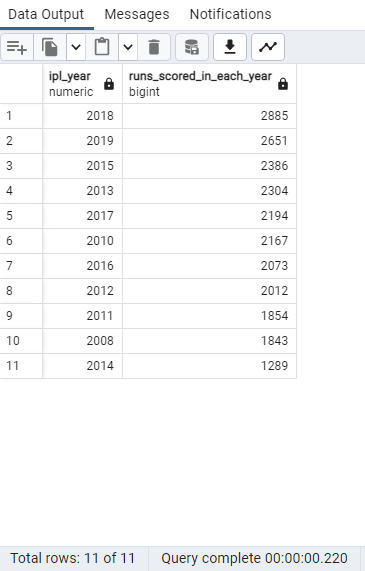 Data Output Messages Notifications
ipl_year runs_scored_in_each_year
numeric bigint
1 2018 2885
2 2019 2651
3 2015 2386
4 2013 2304
5 2017 2194
6 2010 2167
7 2016 2073
8 2012 2012
9 2011 1854
10 2008 1843
11 2014 1289
Total rows: 11 of 11 Query complete 00:00:00.220